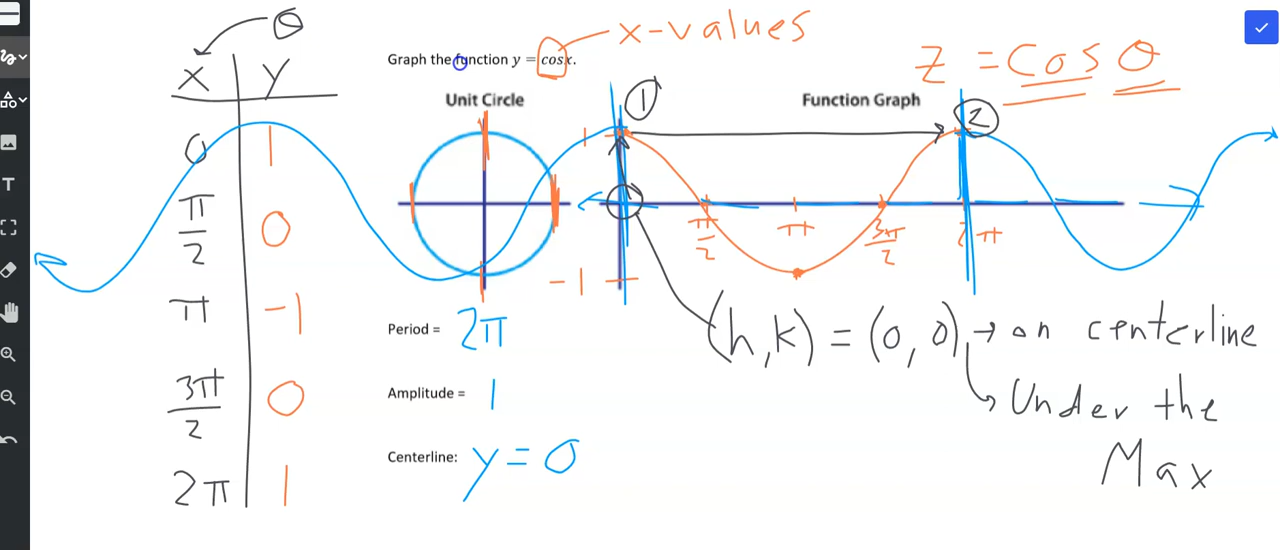 θ
x-values
Graph the function y = cosx.
z = cos θ
X Y
Unit Circle
1
Function Graph
2
1
0 1
π/2 0
π/2
π
3π/2
2π
-1
π -1
Period = 2π
(h,k) = (0,0) → on centerline
3π/2 0
Amplitude = 1
Under the
Max
Centerline: y = 0
2π 1
T